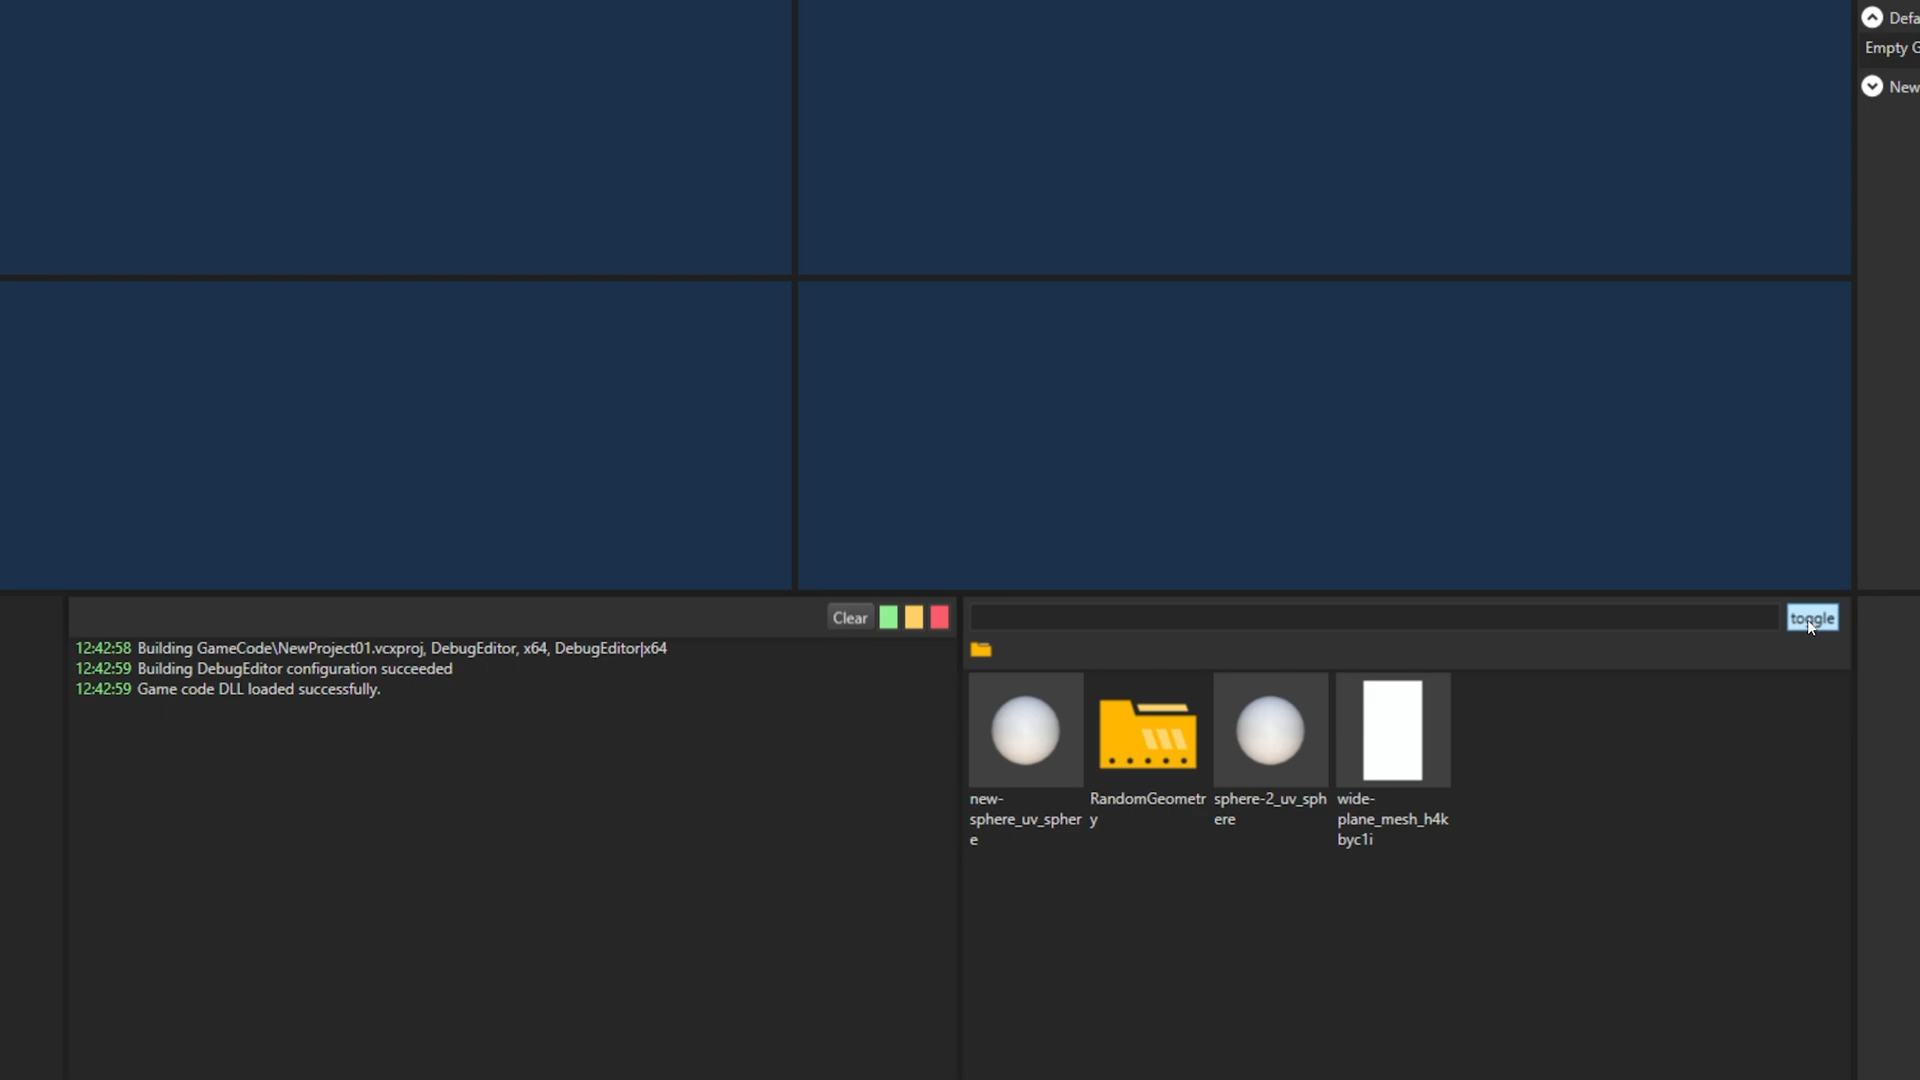 Defa
Empty G
New
Clear
toggle
12:42:58 Building GameCode\NewProject01.vcxproj, DebugEditor, x64, DebugEditor|x64
12:42:59 Building DebugEditor configuration succeeded
12:42:59 Game code DLL loaded successfully.
new-
sphere_uv_spher
e
RandomGeometr
y
sphere-2_uv_sph
ere
wide-
plane_mesh_h4k
byc1i